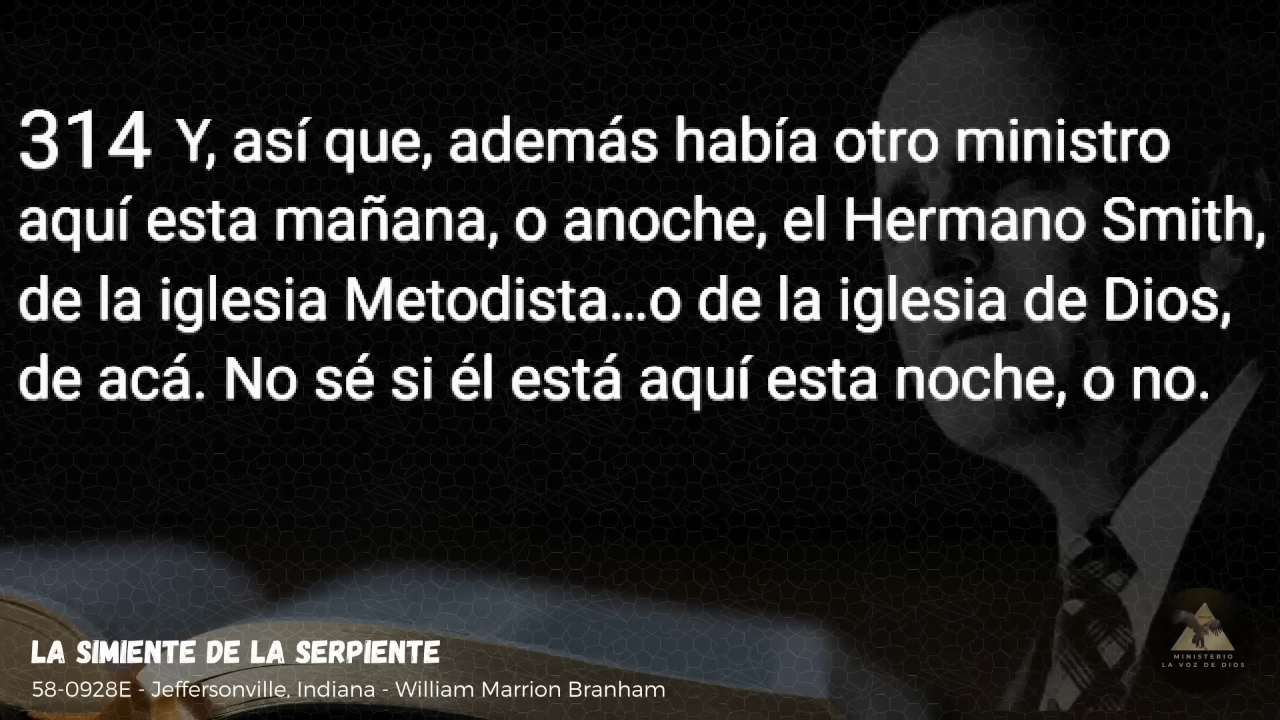 314 Y, así que, además había otro ministro
aquí esta mañana, o anoche, el Hermano Smith,
de la iglesia Metodista...o de la iglesia de Dios,
de acá. No sé si él está aquí esta noche, o no.
LA SIMIENTE DE LA SERPIENTE
58-0928E - Jeffersonville, Indiana - William Marrion Branham
MINISTERIO
LA VOZ DE DIOS